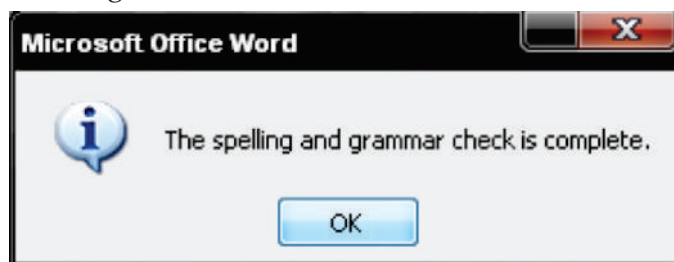 Microsoft Office Word
The spelling and grammar check is complete.
OK